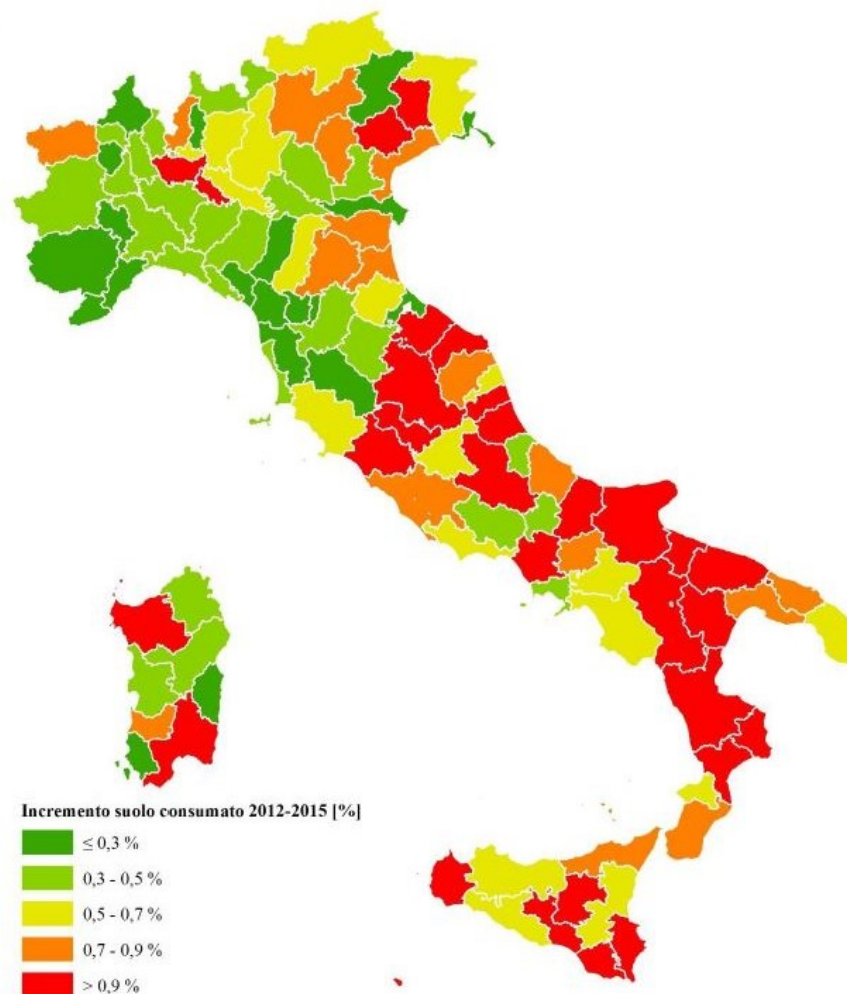 Incremento suolo consumato 2012-2015 [%]
≤ 0,3 %
0,3 - 0,5 %
0,5 - 0,7 %
0,7 - 0,9 %
> 0,9 %